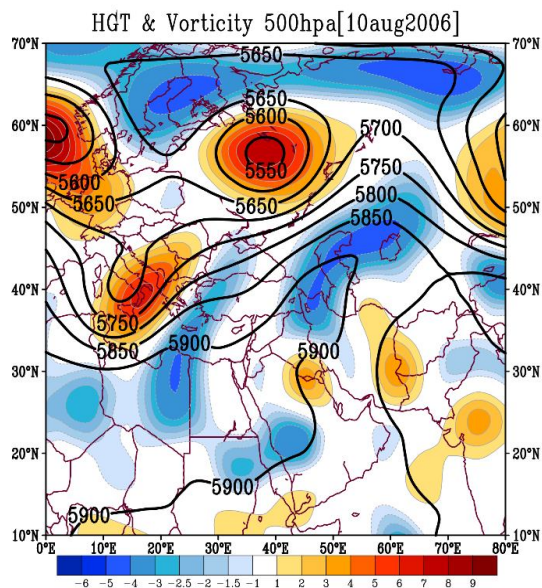 HGT & Vorticity 500hpa[10aug2006]
70°N 70°N
5650
60°N 5650 60°N
5600 5700
5600 5550 5750
5650 5650 5800
50°N 5850 50°N
40°N 40°N
5750
5850 5900 5900
30°N 30°N
20°N 20°N
5900
5900
10°N 10°N
0°E 10°E 20°E 30°E 40°E 50°E 60°E 70°E 80°E
−6 −5 −4 −3 −2.5 −2 −1.5 −1 1 2 3 4 5 6 7 8 9